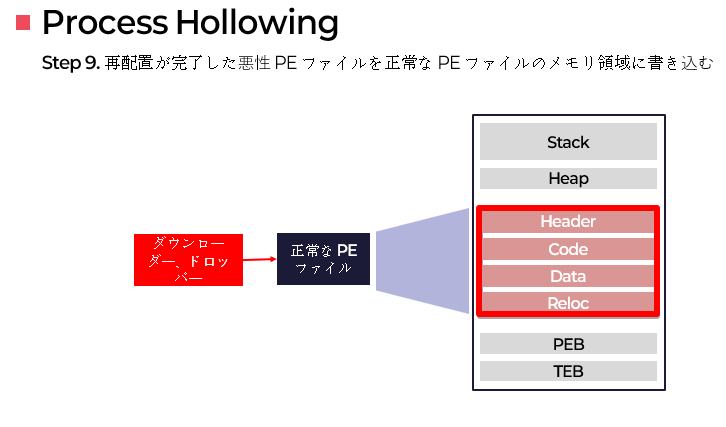 Process Hollowing
Step 9. 再配置が完了した悪性 PE ファイルを正常な PE ファイルのメモリ領域に書き込む
Stack
Heap
Header
Code
Data
Reloc
PEB
TEB
ダウンロー
ダー、ドロッ
パー
正常な PE
ファイル